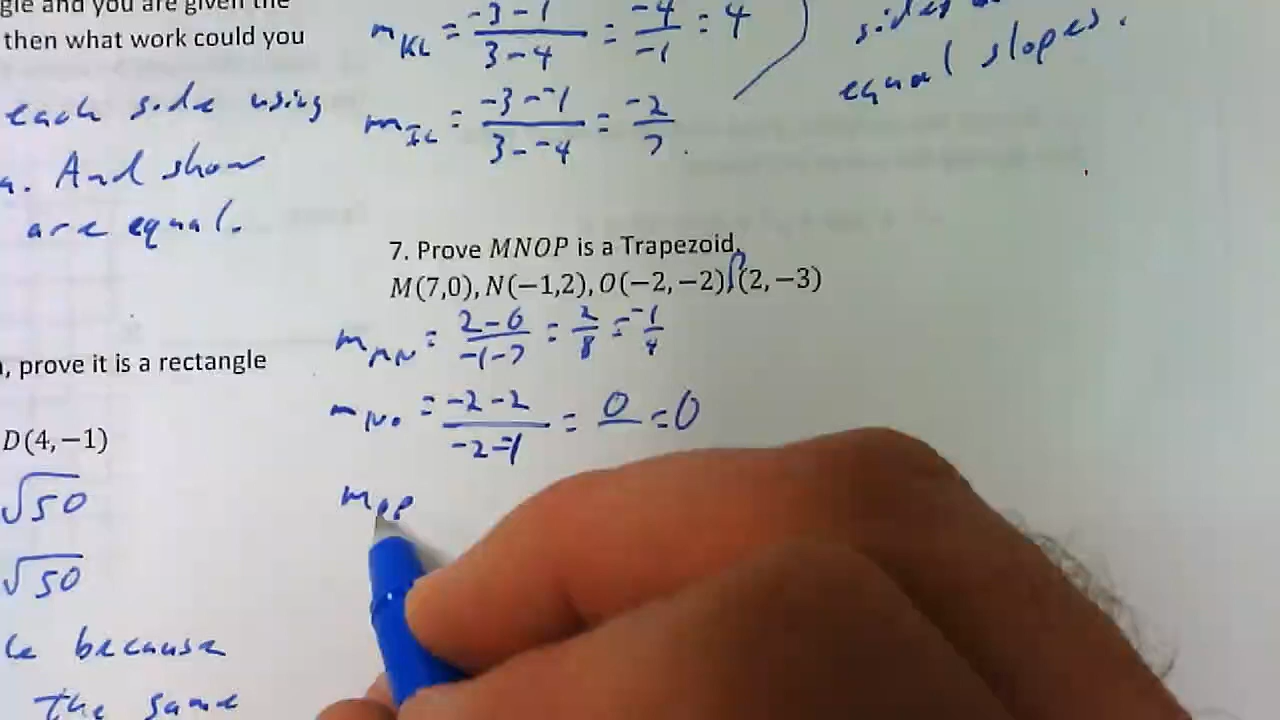 gle and you are given the
then what work could you
each side using
a. And show
are equal.
, prove it is a rectangle
D(4,−1)
√50
√50
le because
the same
m_KL = (-3-1)/(3-4) = -4/-1 = 4
m_IL = (-3--1)/(3--4) = -2/7.
equal slopes.
7. Prove MNOP is a Trapezoid,
M(7,0), N(−1,2), O(−2,−2) P(2,−3)
m_MN = (2-0)/(-1-7) = 2/8 = -1/4
m_NO = (-2-2)/(-2--1) = 0/ = 0
m_OP